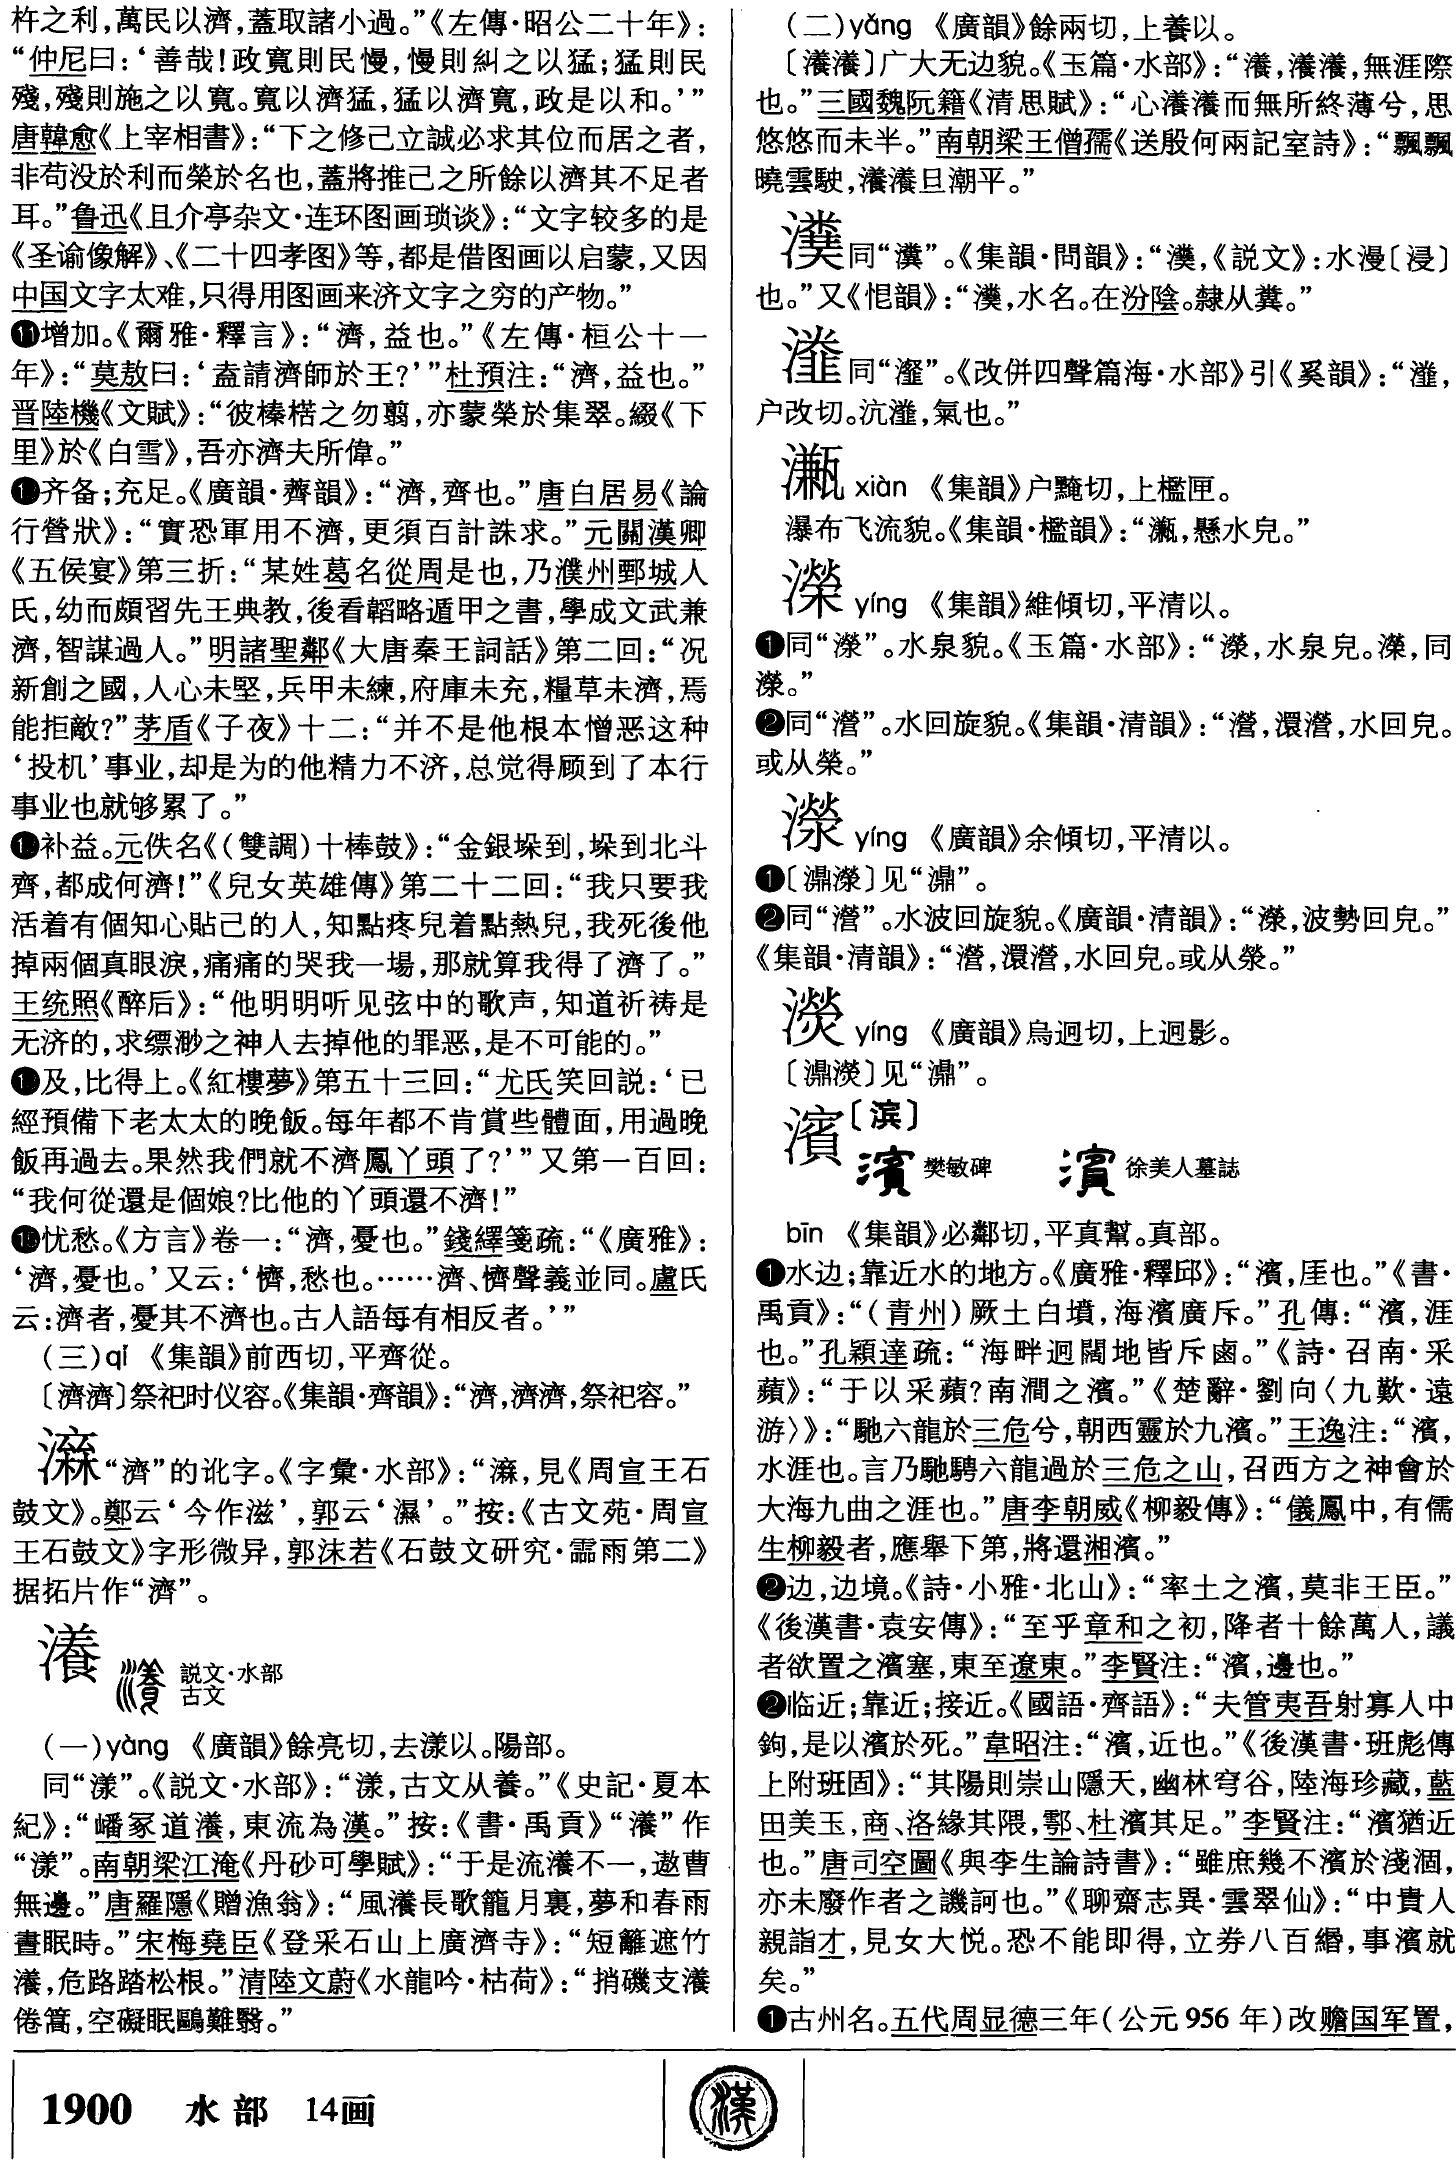 杵之利，萬民以濟，蓋取諸小過。”《左傳·昭公二十年》：
“仲尼曰：‘善哉！政寬則民慢，慢則糾之以猛；猛則民
殘，殘則施之以寬。寬以濟猛，猛以濟寬，政是以和。’”
唐韓愈《上宰相書》：“下之修己立誠必求其位而居之者，
非苟没於利而榮於名也，蓋將推己之所餘以濟其不足者
耳。”鲁迅《且介亭杂文·连环图画琐谈》：“文字较多的是
《圣谕像解》、《二十四孝图》等，都是借图画以启蒙，又因
中国文字太难，只得用图画来济文字之穷的产物。”
⓫增加。《爾雅·釋言》：“濟，益也。”《左傳·桓公十一
年》：“莫敖曰：‘盍請濟師於王？’”杜預注：“濟，益也。”
晋陸機《文賦》：“彼榛楛之勿翦，亦蒙榮於集翠。綴《下
里》於《白雪》，吾亦濟夫所偉。”
齐备；充足。《廣韻·薺韻》：“濟，齊也。”唐白居易《論
行營狀》：“實恐軍用不濟，更須百計誅求。”元關漢卿
《五侯宴》第三折：“某姓葛名從周是也，乃濮州鄄城人
氏，幼而頗習先王典教，後看韜略遁甲之書，學成文武兼
濟，智謀過人。”明諸聖鄰《大唐秦王詞話》第二回：“况
新創之國，人心未堅，兵甲未練，府庫未充，糧草未濟，焉
能拒敵？”茅盾《子夜》十二：“并不是他根本憎恶这种
‘投机’事业，却是为的他精力不济，总觉得顾到了本行
事业也就够累了。”
补益。元佚名《（雙調）十棒鼓》：“金銀垛到，垛到北斗
齊，都成何濟！”《兒女英雄傳》第二十二回：“我只要我
活着有個知心貼己的人，知點疼兒着點熱兒，我死後他
掉兩個真眼淚，痛痛的哭我一場，那就算我得了濟了。”
王统照《醉后》：“他明明听见弦中的歌声，知道祈祷是
无济的，求缥渺之神人去掉他的罪恶，是不可能的。”
及，比得上。《紅樓夢》第五十三回：“尤氏笑回説：‘已
經預備下老太太的晚飯。每年都不肯賞些體面，用過晚
飯再過去。果然我們就不濟鳳丫頭了？’”又第一百回：
“我何從還是個娘？比他的丫頭還不濟！”
忧愁。《方言》卷一：“濟，憂也。”錢繹箋疏：“《廣雅》：
‘濟，憂也。’又云：‘懠，愁也。……濟、懠聲義並同。盧氏
云：濟者，憂其不濟也。古人語每有相反者。’”
（三）qí　《集韻》前西切，平齊從。
〔濟濟〕祭祀时仪容。《集韻·齊韻》：“濟，濟濟，祭祀容。”
“濟”的讹字。《字彙·水部》：“，見《周宣王石
鼓文》。鄭云‘今作滋’，郭云‘濕’。”按：《古文苑·周宣
王石鼓文》字形微异，郭沫若《石鼓文研究·霝雨第二》
据拓片作“濟”。
瀁　説文·水部
古文
（一）yàng　《廣韻》餘亮切，去漾以。陽部。
同“漾”。《説文·水部》：“漾，古文从養。”《史記·夏本
紀》：“嶓冢道瀁，東流為漢。”按：《書·禹貢》“瀁”作
“漾”。南朝梁江淹《丹砂可學賦》：“于是流瀁不一，遨曹
無邊。”唐羅隱《贈漁翁》：“風瀁長歌籠月裏，夢和春雨
晝眠時。”宋梅堯臣《登采石山上廣濟寺》：“短籬遮竹
瀁，危路踏松根。”清陸文蔚《水龍吟·枯荷》：“捎磯支瀁
倦篙，空礙眠鷗難翳。”
（二）yǎng　《廣韻》餘兩切，上養以。
〔瀁瀁〕广大无边貌。《玉篇·水部》：“瀁，瀁瀁，無涯際
也。”三國魏阮籍《清思賦》：“心瀁瀁而無所終薄兮，思
悠悠而未半。”南朝梁王僧孺《送殷何兩記室詩》：“飄飄
曉雲駛，瀁瀁旦潮平。”
同“瀵”。《集韻·問韻》：“，《説文》：水漫〔浸〕
也。”又《恨韻》：“，水名。在汾陰。隸从糞。”
同“瀣”。《改併四聲篇海·水部》引《奚韻》：“，
户改切。沆，氣也。”
xiàn　《集韻》户黤切，上檻匣。
瀑布飞流貌。《集韻·檻韻》：“，懸水皃。”
濚　yíng　《集韻》維傾切，平清以。
❶同“濴”。水泉貌。《玉篇·水部》：“濴，水泉皃。濚，同
濴。”
❷同“瀯”。水回旋貌。《集韻·清韻》：“瀯，澴瀯，水回皃。
或从榮。”
濴　yíng　《廣韻》余傾切，平清以。
❶〔濎濴〕见“濎”。
❷同“瀯”。水波回旋貌。《廣韻·清韻》：“濴，波勢回皃。”
《集韻·清韻》：“瀯，澴瀯，水回皃。或从滎。”
濙　yíng　《廣韻》烏迥切，上迥影。
〔濎濙〕见“濎”。
濱〔滨〕
濱　樊敏碑　濱　徐美人墓誌
bīn　《集韻》必鄰切，平真幫。真部。
❶水边；靠近水的地方。《廣雅·釋邱》：“濱，厓也。”《書·
禹貢》：“（青州）厥土白墳，海濱廣斥。”孔傳：“濱，涯
也。”孔穎達疏：“海畔迥闊地皆斥鹵。”《詩·召南·采
蘋》：“于以采蘋？南澗之濱。”《楚辭·劉向〈九歎·遠
游〉》：“馳六龍於三危兮，朝西靈於九濱。”王逸注：“濱，
水涯也。言乃馳騁六龍過於三危之山，召西方之神會於
大海九曲之涯也。”唐李朝威《柳毅傳》：“儀鳳中，有儒
生柳毅者，應舉下第，將還湘濱。”
❷边，边境。《詩·小雅·北山》：“率土之濱，莫非王臣。”
《後漢書·袁安傳》：“至乎章和之初，降者十餘萬人，議
者欲置之濱塞，東至遼東。”李賢注：“濱，邊也。”
❷临近；靠近；接近。《國語·齊語》：“夫管夷吾射寡人中
鉤，是以濱於死。”韋昭注：“濱，近也。”《後漢書·班彪傳
上附班固》：“其陽則崇山隱天，幽林穹谷，陸海珍藏，藍
田美玉，商、洛緣其隈，鄠、杜濱其足。”李賢注：“濱猶近
也。”唐司空圖《與李生論詩書》：“雖庶幾不濱於淺涸，
亦未廢作者之譏訶也。”《聊齋志異·雲翠仙》：“中貴人
親詣才，見女大悦。恐不能即得，立券八百緡，事濱就
矣。”
❶古州名。五代周显德三年（公元956年）改赡国军置，
1900　水部　14画
漢